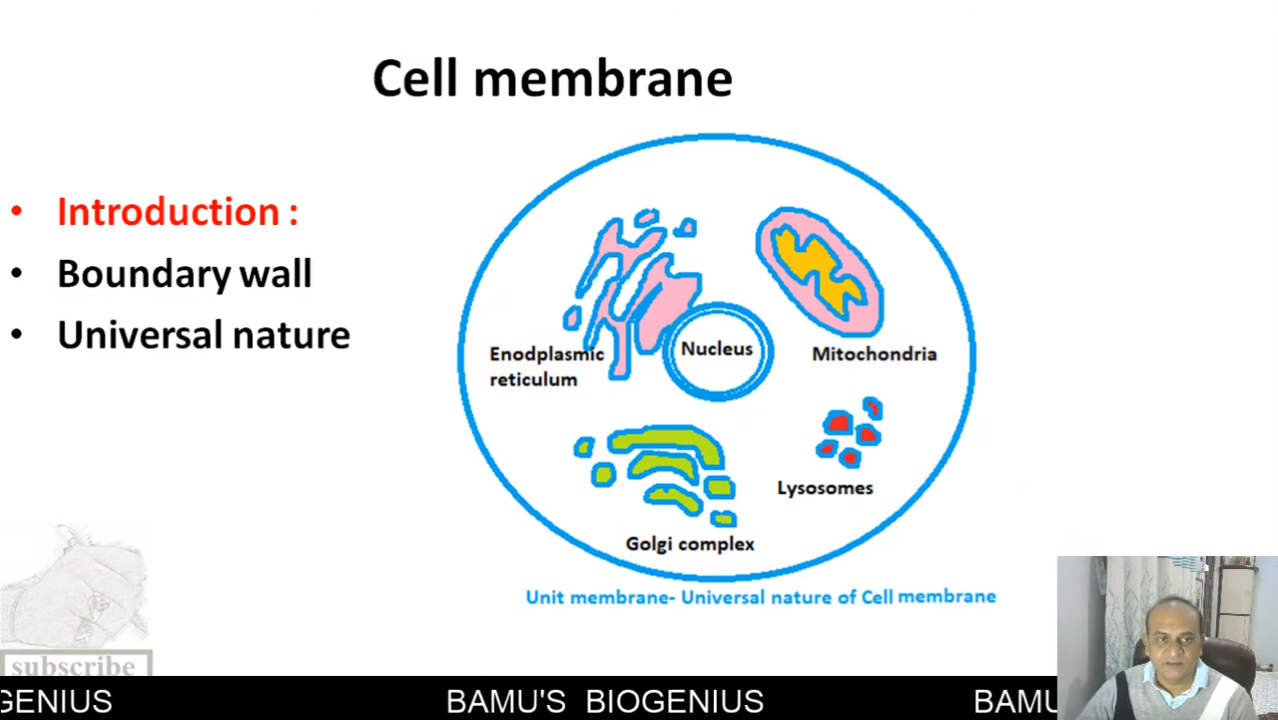 Cell membrane
• Introduction :
• Boundary wall
• Universal nature
Enodplasmic
reticulum
Nucleus
Mitochondria
Lysosomes
Golgi complex
Unit membrane- Universal nature of Cell membrane
subscribe
GENIUS BAMU'S BIOGENIUS BAMU